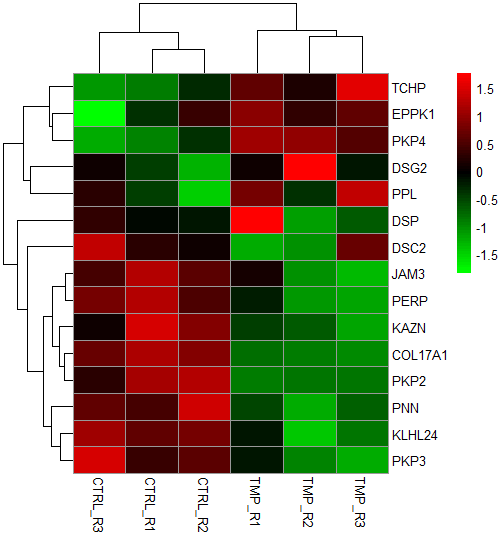 TCHP
EPPK1
PKP4
DSG2
PPL
DSP
DSC2
JAM3
PERP
KAZN
COL17A1
PKP2
PNN
KLHL24
PKP3
1.5
1
0.5
0
-0.5
-1
-1.5
CTRL_R3
CTRL_R1
CTRL_R2
TMP_R1
TMP_R2
TMP_R3